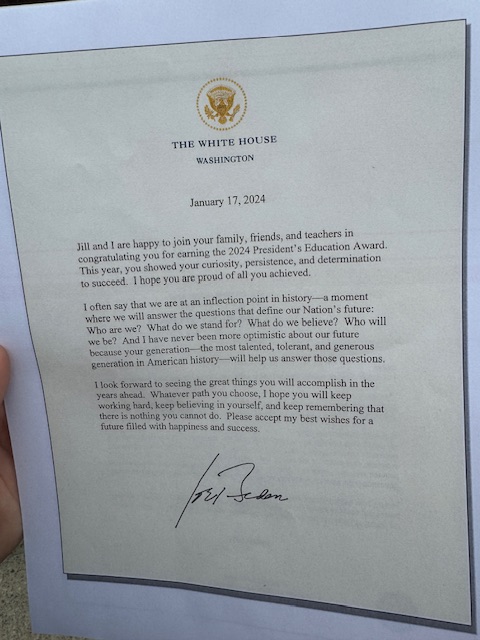 THE WHITE HOUSE
WASHINGTON
January 17, 2024
Jill and I are happy to join your family, friends, and teachers in
congratulating you for earning the 2024 President's Education Award.
This year, you showed your curiosity, persistence, and determination
to succeed. I hope you are proud of all you achieved.
I often say that we are at an inflection point in history—a moment
where we will answer the questions that define our Nation's future:
Who are we? What do we stand for? What do we believe? Who will
we be? And I have never been more optimistic about our future
because your generation—the most talented, tolerant, and generous
generation in American history—will help us answer those questions.
I look forward to seeing the great things you will accomplish in the
years ahead. Whatever path you choose, I hope you will keep
working hard, keep believing in yourself, and keep remembering that
there is nothing you cannot do. Please accept my best wishes for a
future filled with happiness and success.
Joe Biden